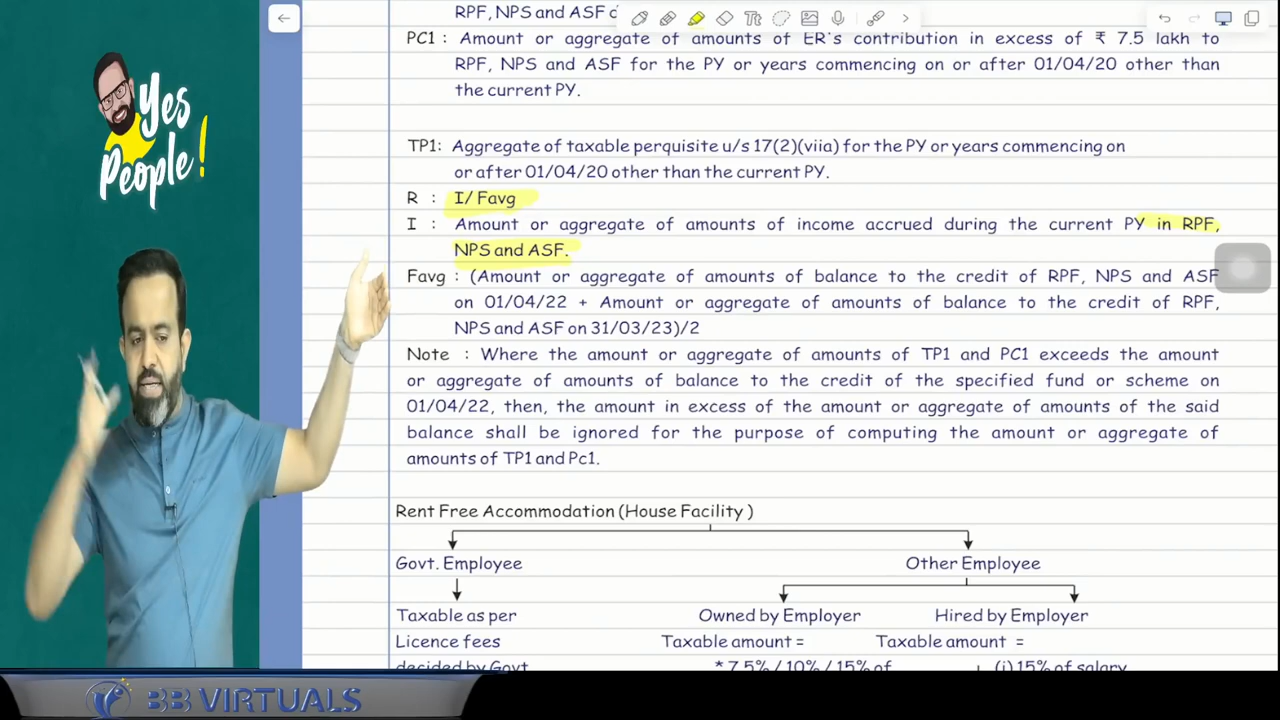 Yes
People!
RPF, NPS and ASF
PC1 : Amount or aggregate of amounts of ER's contribution in excess of ₹ 7.5 lakh to
RPF, NPS and ASF for the PY or years commencing on or after 01/04/20 other than
the current PY.
TP1: Aggregate of taxable perquisite u/s 17(2)(viia) for the PY or years commencing on
or after 01/04/20 other than the current PY.
R : I/ Favg
I : Amount or aggregate of amounts of income accrued during the current PY in RPF,
NPS and ASF.
Favg : (Amount or aggregate of amounts of balance to the credit of RPF, NPS and ASF
on 01/04/22 + Amount or aggregate of amounts of balance to the credit of RPF,
NPS and ASF on 31/03/23)/2
Note : Where the amount or aggregate of amounts of TP1 and PC1 exceeds the amount
or aggregate of amounts of balance to the credit of the specified fund or scheme on
01/04/22, then, the amount in excess of the amount or aggregate of amounts of the said
balance shall be ignored for the purpose of computing the amount or aggregate of
amounts of TP1 and Pc1.
Rent Free Accommodation (House Facility )
Govt. Employee Other Employee
Taxable as per Owned by Employer Hired by Employer
Licence fees Taxable amount = Taxable amount =
decided by Govt * 7.5% / 10% / 15% of (i) 15% of salary
BB VIRTUALS